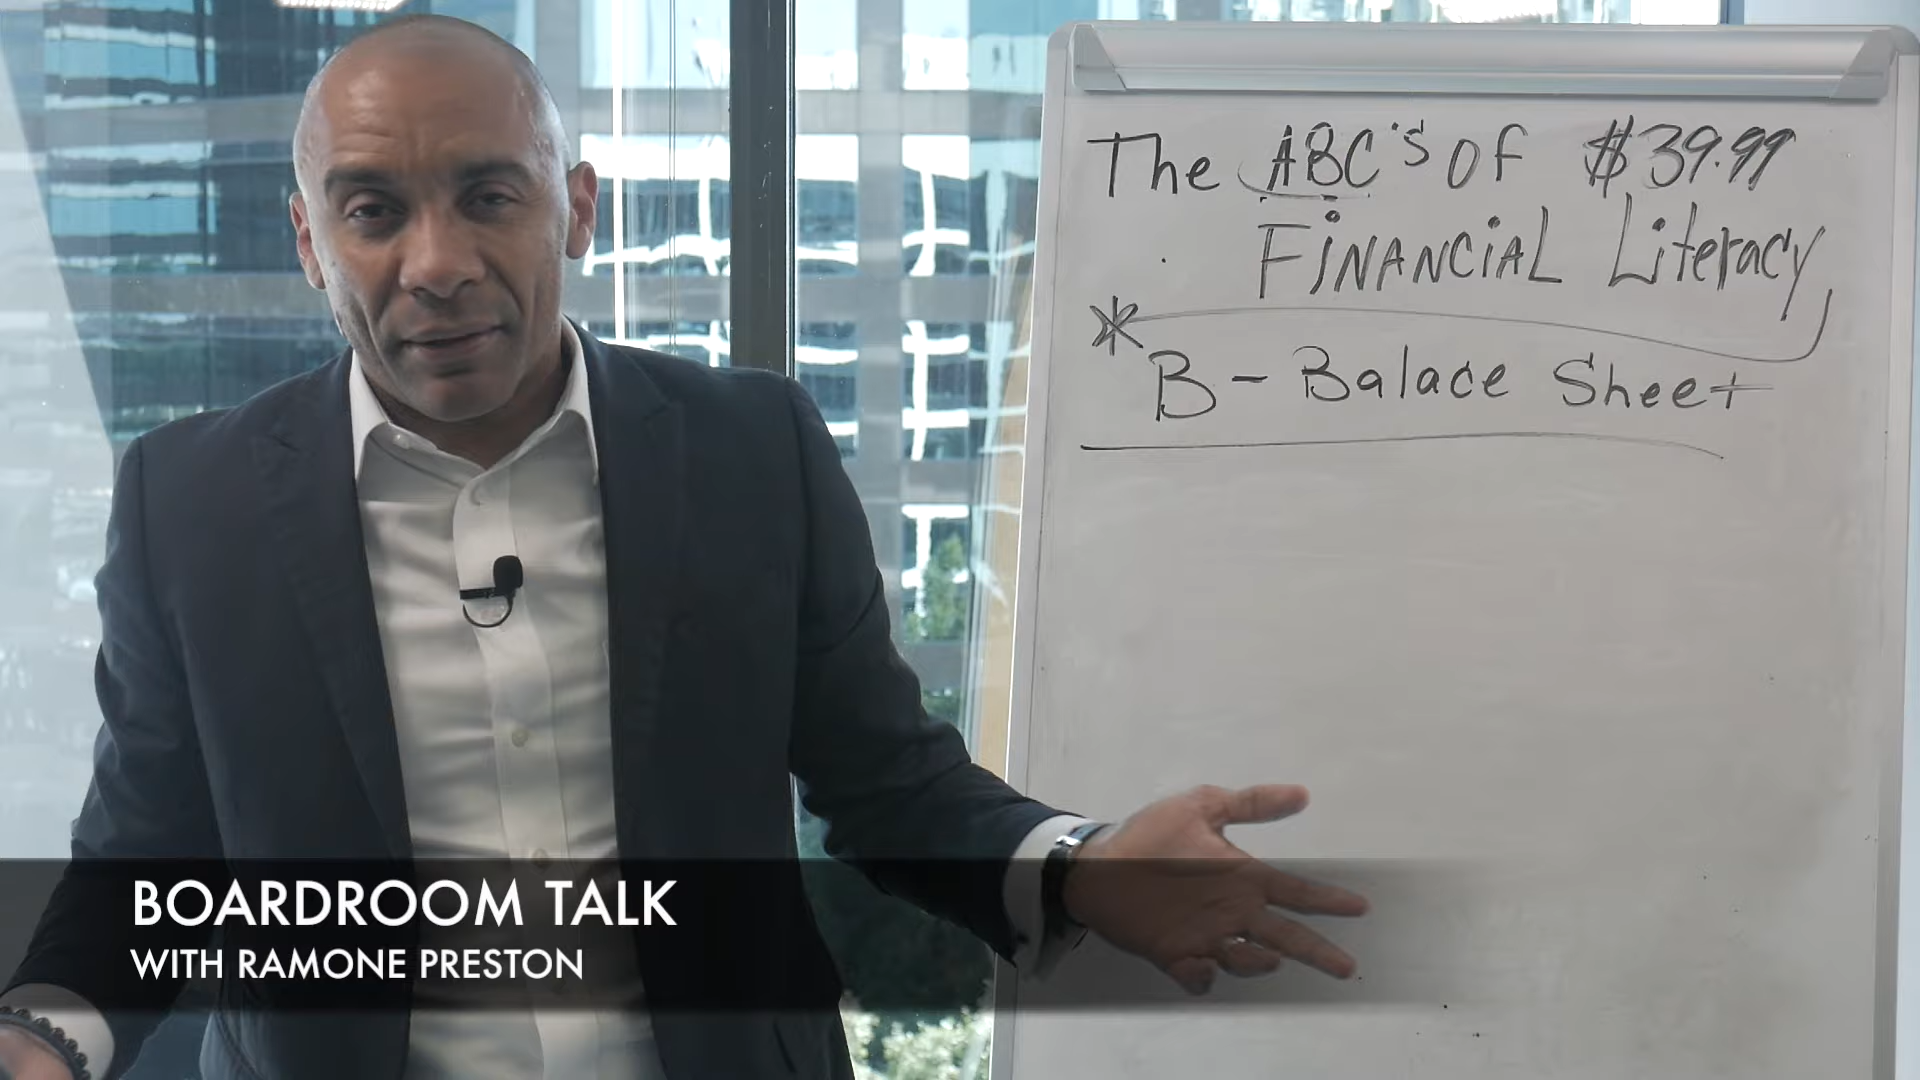 The ABC's of $39.99
FiNANCiAL Literacy
* B - Balace Sheet
BOARDROOM TALK
WITH RAMONE PRESTON